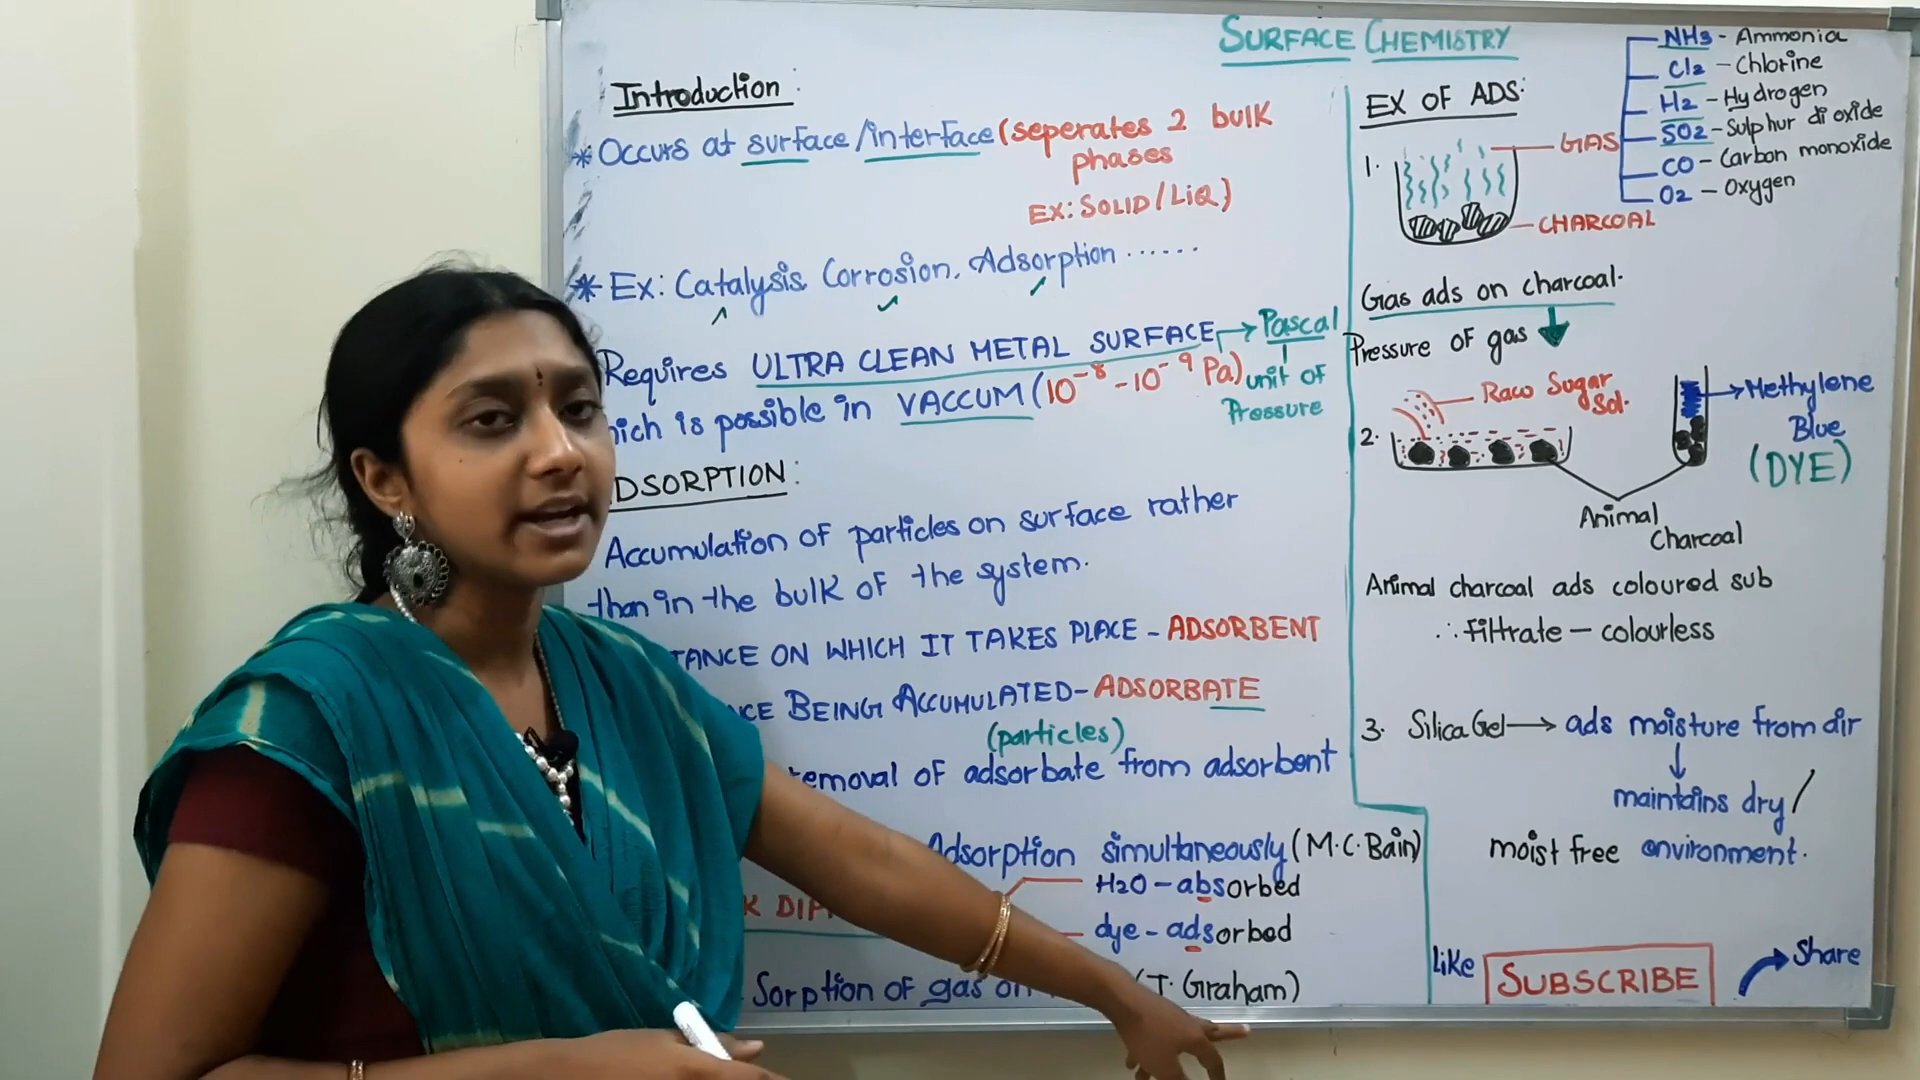 SURFACE CHEMISTRY
Introduction :
* Occurs at surface/interface (seperates 2 bulk
phases
EX: SOLID/LIQ)
* Ex: Catalysis, Corrosion, Adsorption ......
Requires ULTRA CLEAN METAL SURFACE → Pascal
which is possible in VACCUM (10⁻⁸ - 10⁻⁹ Pa) unit of
Pressure
DSORPTION :
Accumulation of particles on surface rather
than in the bulk of the system.
TANCE ON WHICH IT TAKES PLACE - ADSORBENT
NCE BEING ACCUMULATED - ADSORBATE
(particles)
removal of adsorbate from adsorbent
Adsorption simultaneously (M.C. Bain)
H2O - absorbed
K DIP
dye - adsorbed
Sorption of gas on (T. Graham)
EX OF ADS:
1.
GAS
CHARCOAL
NH3 - Ammonia
Cl2 - Chlorine
H2 - Hydrogen
SO2 - Sulphur di oxide
CO - Carbon monoxide
O2 - Oxygen
Gas ads on charcoal.
Pressure of gas ↓
2.
Raw Sugar
Sol.
→ Methylene
Blue
(DYE)
Animal
Charcoal
Animal charcoal ads coloured sub
∴ filtrate - colourless
3. Silica Gel → ads moisture from air
↓
maintains dry/
moist free environment.
Like SUBSCRIBE Share